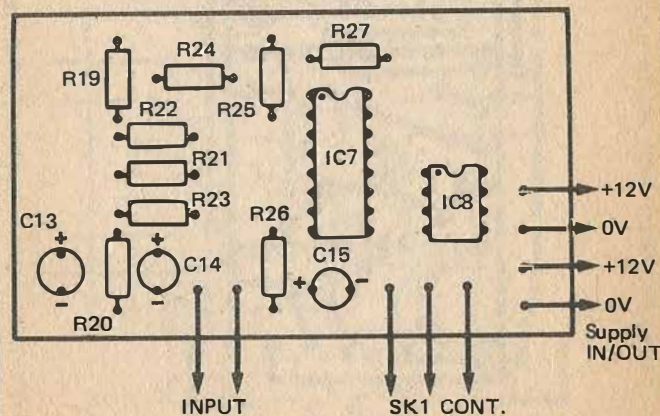 R27
R24
R19
R25
R22
IC7
R21
IC8
+12V
R23
C13
R26
0V
+
+
C15
C14
+12V
+
-
-
-
0V
R20
Supply
IN/OUT
INPUT
SK1 CONT.